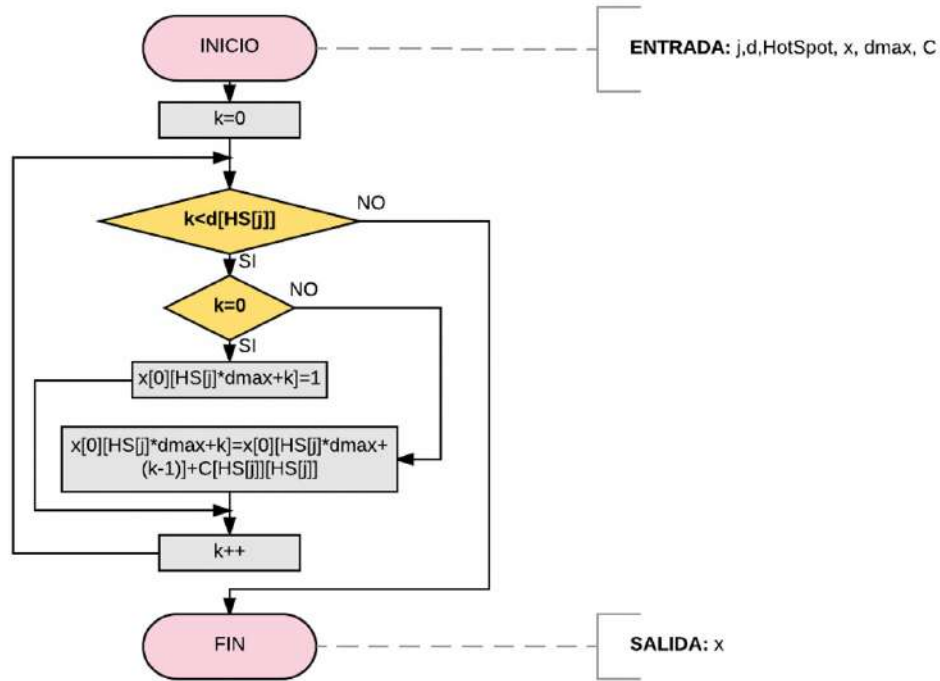 INICIO
ENTRADA: j,d,HotSpot, x, dmax, C
k=0
k<d[HS[j]]
NO
SI
k=0
NO
SI
x[0][HS[j]*dmax+k]=1
x[0][HS[j]*dmax+k]=x[0][HS[j]*dmax+
(k-1)]+C[HS[j]][HS[j]]
k++
FIN
SALIDA: x